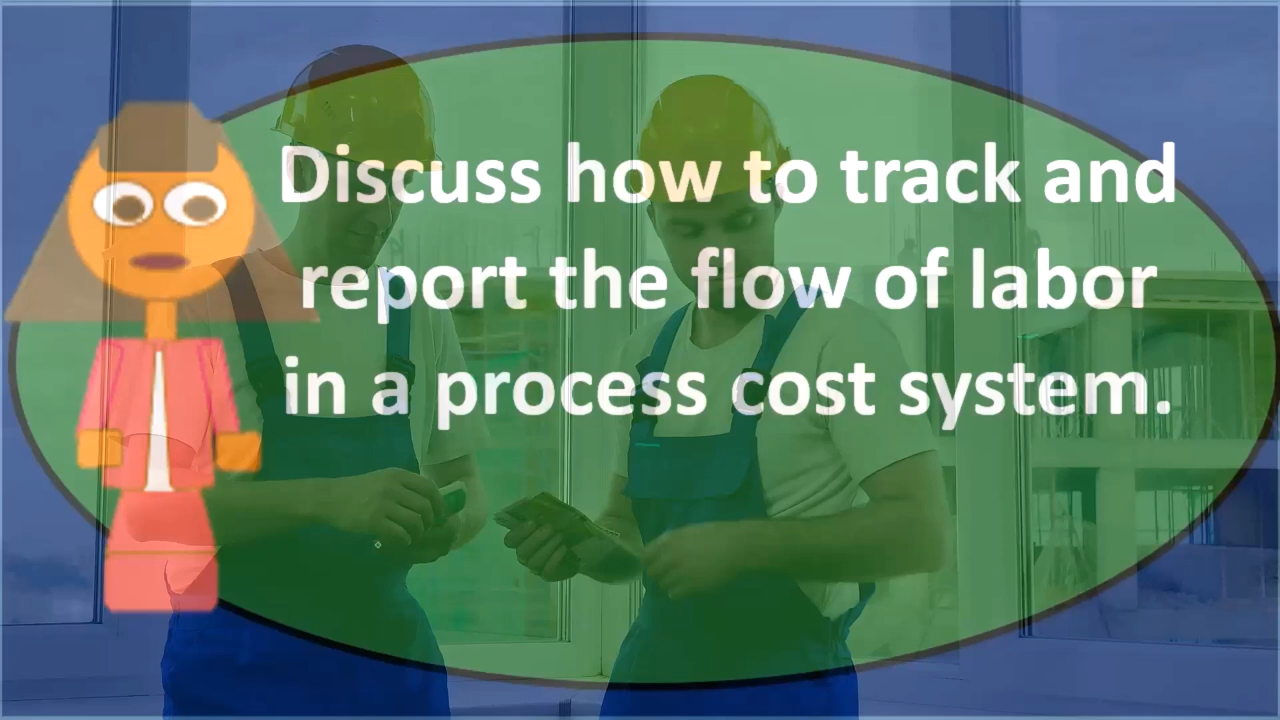 Discuss how to track and
report the flow of labor
in a process cost system.